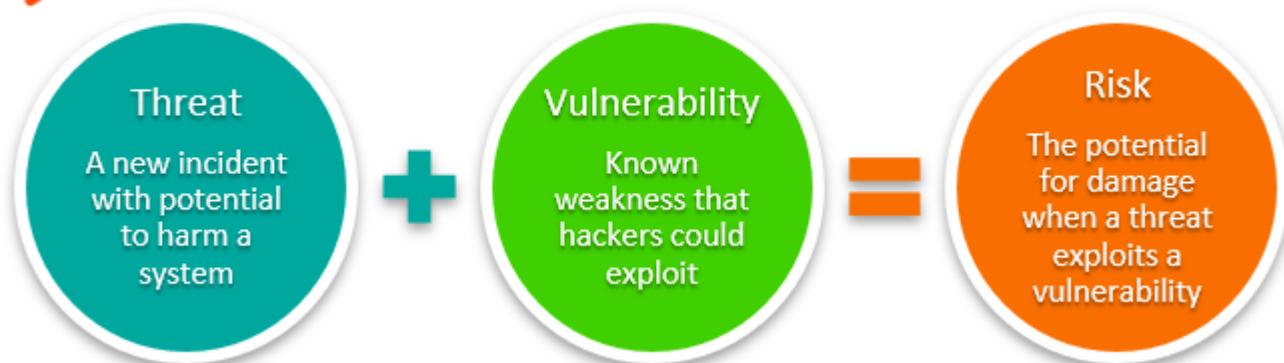 Threat
A new incident
with potential
to harm a
system
Vulnerability
Known
weakness that
hackers could
exploit
Risk
The potential
for damage
when a threat
exploits a
vulnerability